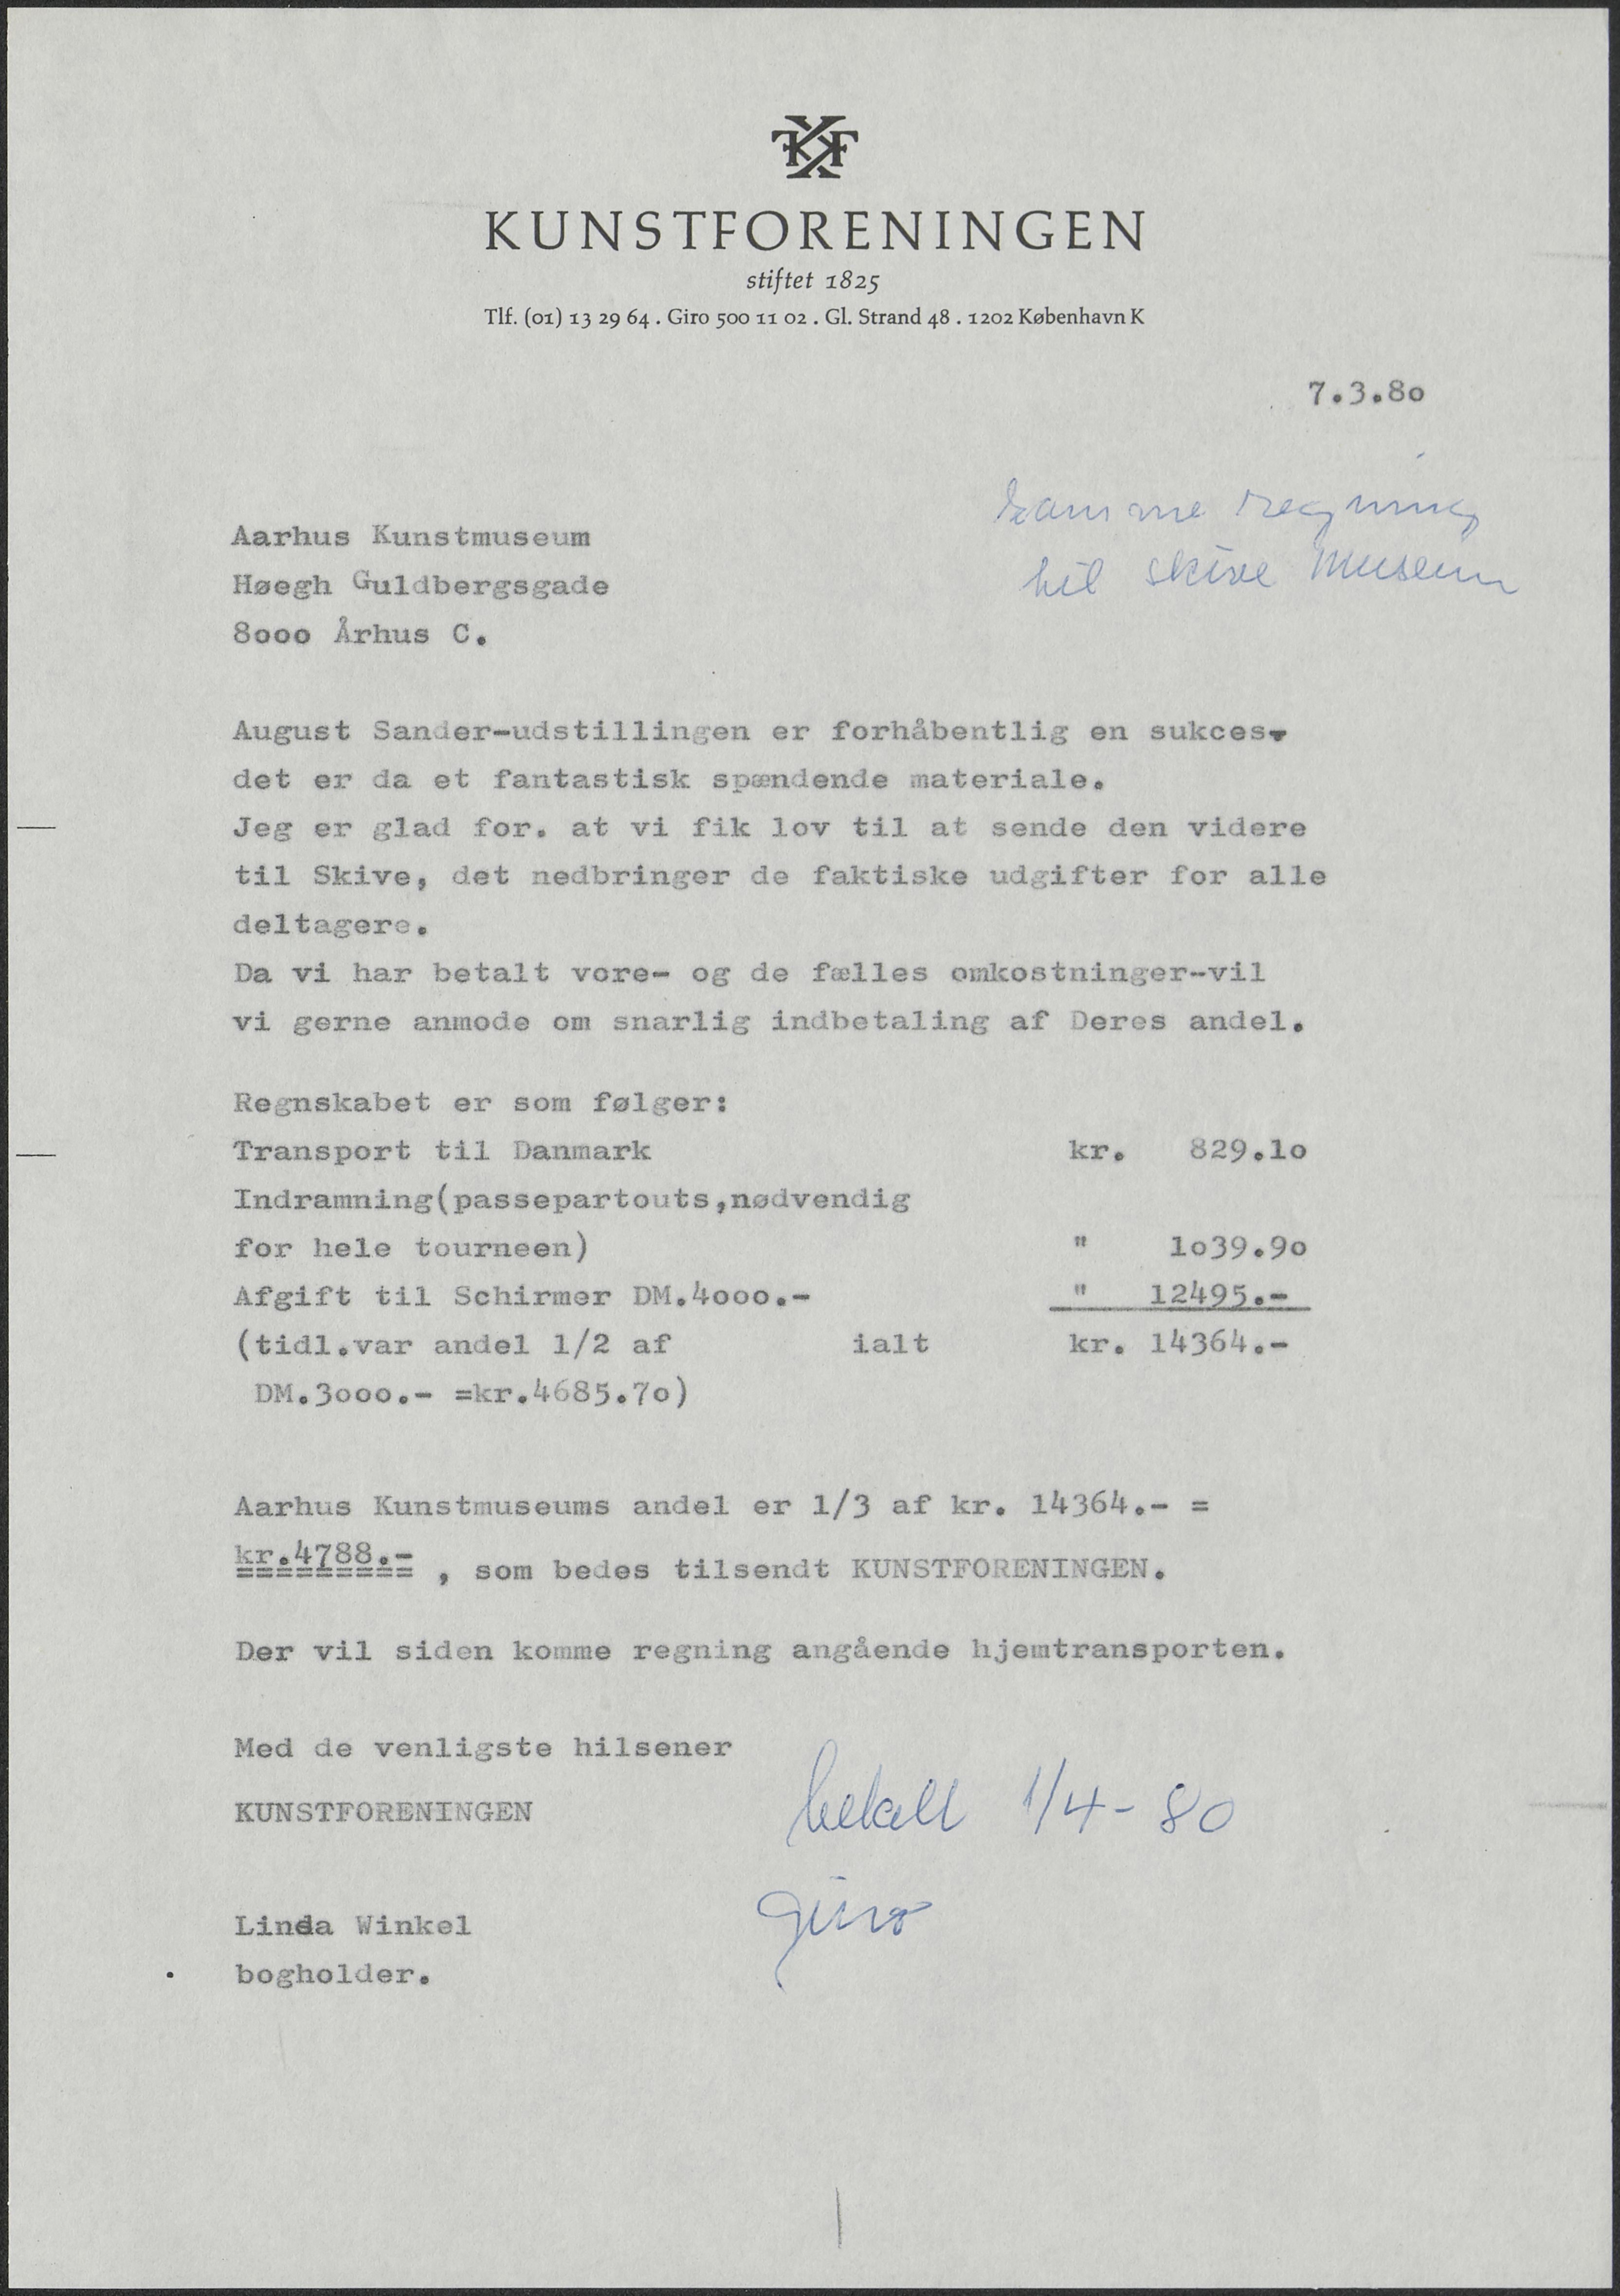 KUNSTFORENINGEN
stiftet 1825
Tlf. (01) 13 29 64 . Giro 500 11 02 . Gl. Strand 48 . 1202 København K
7.3.8o
samme regning
til Skive Museum
Aarhus Kunstmuseum
Høegh Guldbergsgade
8ooo Århus C.
August Sander-udstillingen er forhåbentlig en sukces,
det er da et fantastisk spændende materiale.
Jeg er glad for. at vi fik lov til at sende den videre
til Skive, det nedbringer de faktiske udgifter for alle
deltagere.
Da vi har betalt vore- og de fælles omkostninger-vil
vi gerne anmode om snarlig indbetaling af Deres andel.
Regnskabet er som følger:
Transport til Danmark kr. 829.lo
Indramning(passepartouts,nødvendig
for hele tourneen) " lo39.9o
Afgift til Schirmer DM.4ooo.- " 12495.-
(tidl.var andel 1/2 af ialt kr. 14364.-
DM.3ooo.- =kr.4685.7o)
Aarhus Kunstmuseums andel er 1/3 af kr. 14364.- =
kr.4788.- , som bedes tilsendt KUNSTFORENINGEN.
=========
Der vil siden komme regning angående hjemtransporten.
Med de venligste hilsener
KUNSTFORENINGEN
betalt 1/4-80
giro
Linda Winkel
bogholder.